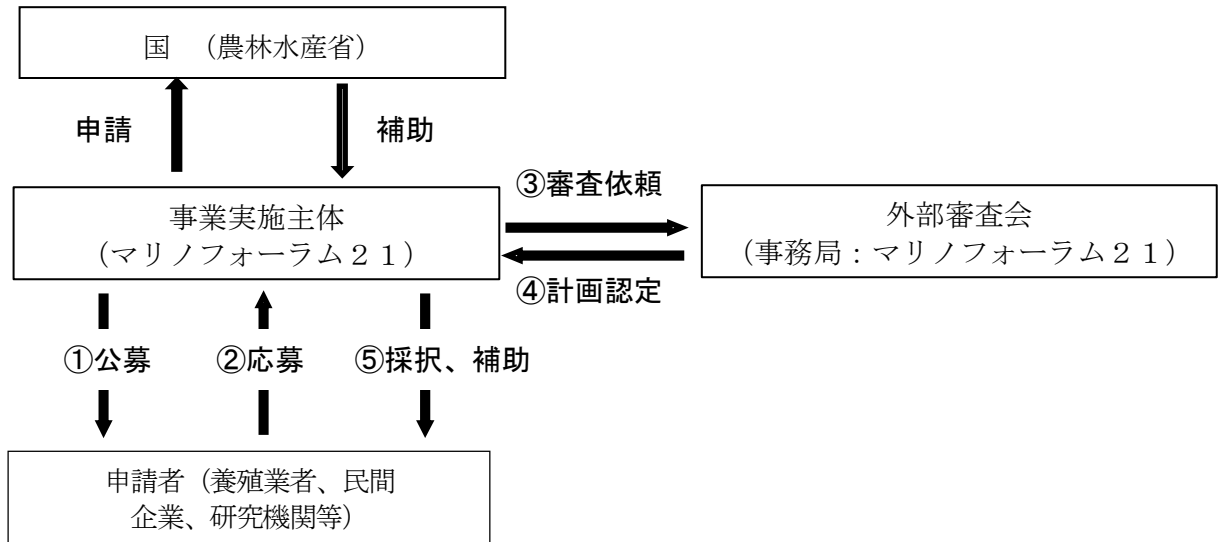 国　（農林水産省）
申請
補助
事業実施主体
（マリノフォーラム２１）
③審査依頼
④計画認定
外部審査会
（事務局：マリノフォーラム２１）
①公募
②応募
⑤採択、補助
申請者（養殖業者、民間
企業、研究機関等）